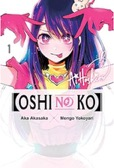 1
[OSHI NO KO]
Aka Akasaka × Mengo Yokoyari